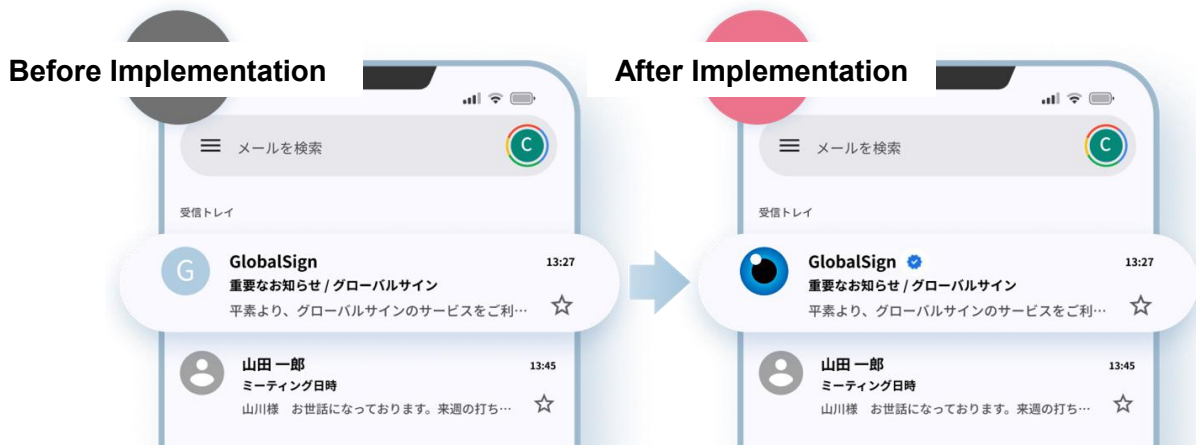 Before Implementation
メールを検索
C
受信トレイ
G
GlobalSign
13:27
重要なお知らせ / グローバルサイン
平素より、グローバルサインのサービスをご利…
山田 一郎
13:45
ミーティング日時
山川様 お世話になっております。来週の打ち…
After Implementation
メールを検索
C
受信トレイ
GlobalSign
13:27
重要なお知らせ / グローバルサイン
平素より、グローバルサインのサービスをご利…
山田 一郎
13:45
ミーティング日時
山川様 お世話になっております。来週の打ち…